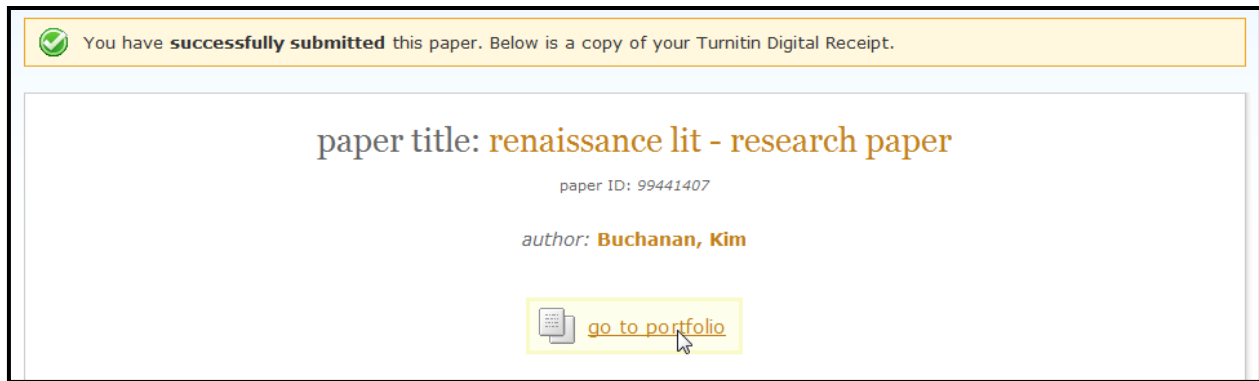 You have successfully submitted this paper. Below is a copy of your Turnitin Digital Receipt.
paper title: renaissance lit - research paper
paper ID: 99441407
author: Buchanan, Kim
go to portfolio